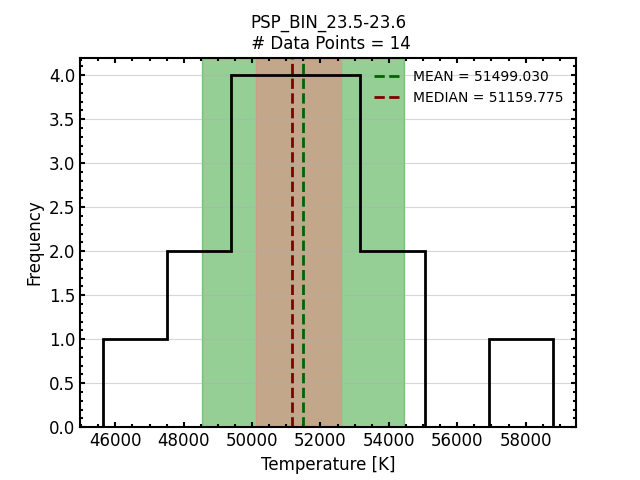 PSP_BIN_23.5-23.6
# Data Points = 14
MEAN = 51499.030
MEDIAN = 51159.775
4.0
3.5
3.0
2.5
2.0
1.5
1.0
0.5
0.0
Frequency
46000 48000 50000 52000 54000 56000 58000
Temperature [K]